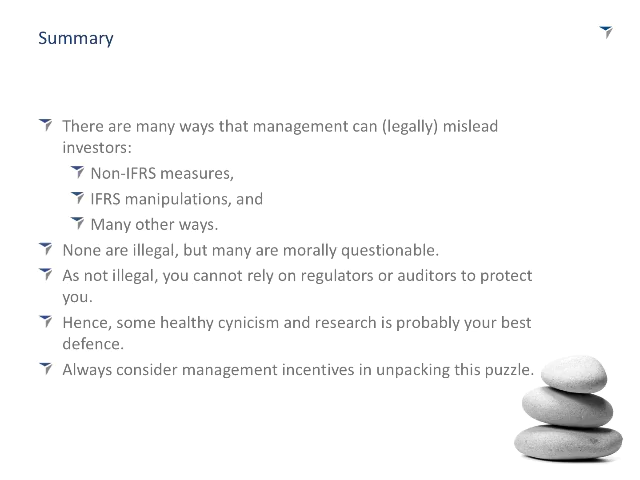 Summary
There are many ways that management can (legally) mislead
investors:
Non-IFRS measures,
IFRS manipulations, and
Many other ways.
None are illegal, but many are morally questionable.
As not illegal, you cannot rely on regulators or auditors to protect
you.
Hence, some healthy cynicism and research is probably your best
defence.
Always consider management incentives in unpacking this puzzle.